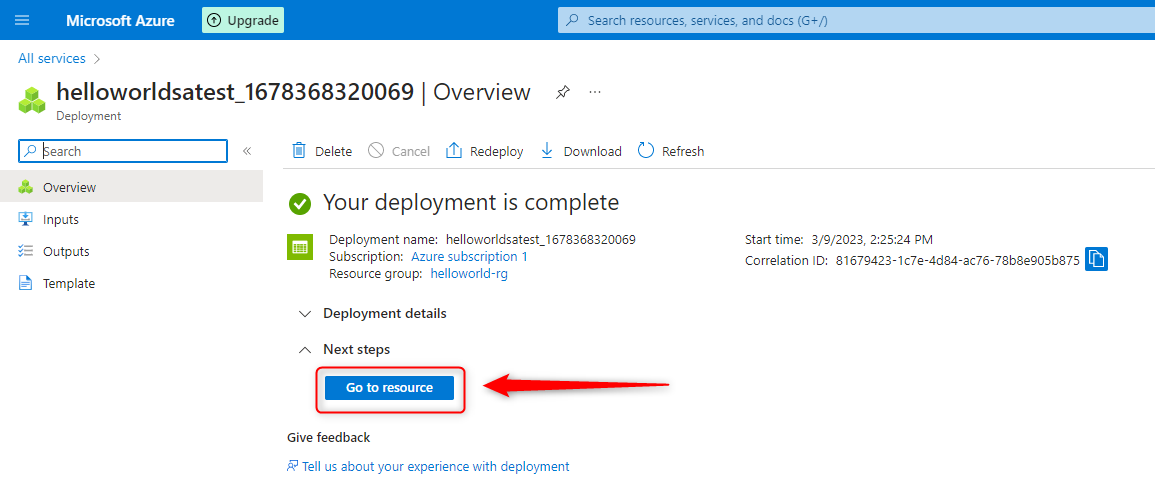 Microsoft Azure
Upgrade
Search resources, services, and docs (G+/)
All services
helloworldsatest_1678368320069 | Overview
Deployment
Search
Delete
Cancel
Redeploy
Download
Refresh
Overview
Inputs
Outputs
Template
Your deployment is complete
Deployment name: helloworldsatest_1678368320069
Subscription: Azure subscription 1
Resource group: helloworld-rg
Start time: 3/9/2023, 2:25:24 PM
Correlation ID: 81679423-1c7e-4d84-ac76-78b8e905b875
Deployment details
Next steps
Go to resource
Give feedback
Tell us about your experience with deployment